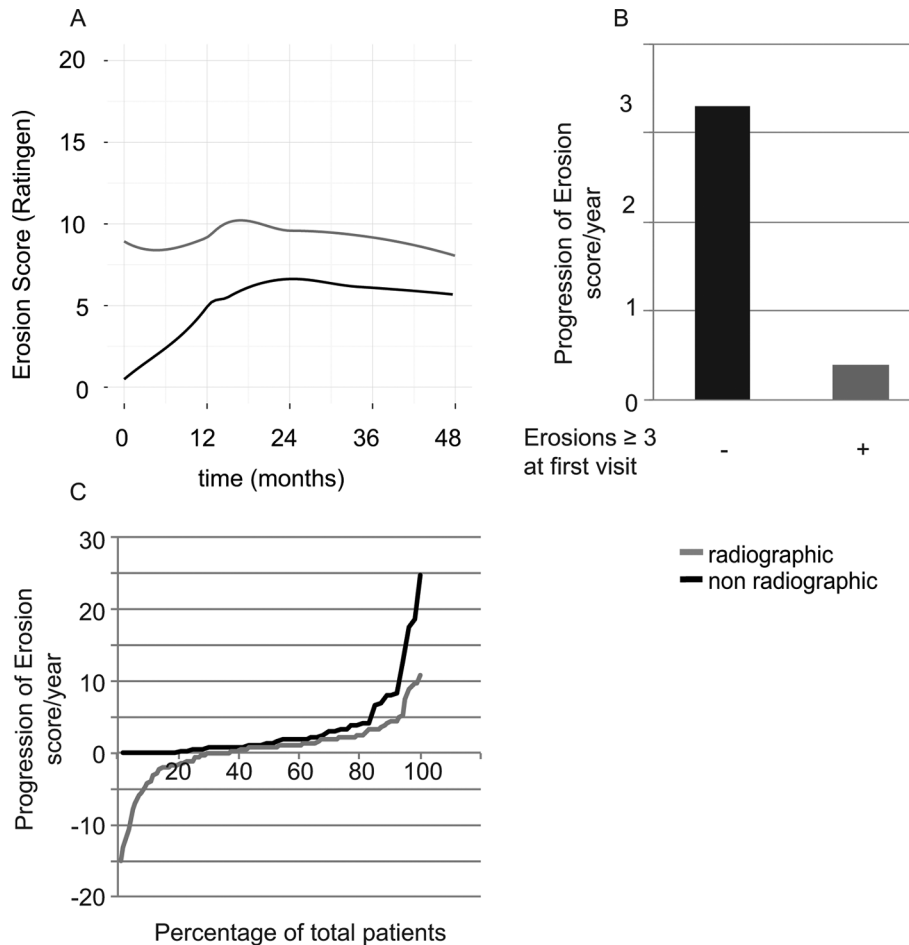 A
Erosion Score (Ratingen)
20
15
10
5
0
0 12 24 36 48
time (months)
B
Progression of Erosion
score/year
3
2
1
0
Erosions ≥ 3
at first visit
- +
C
Progression of Erosion
score/year
30
20
10
0
-10
-20
20 40 60 80 100
Percentage of total patients
radiographic
non radiographic